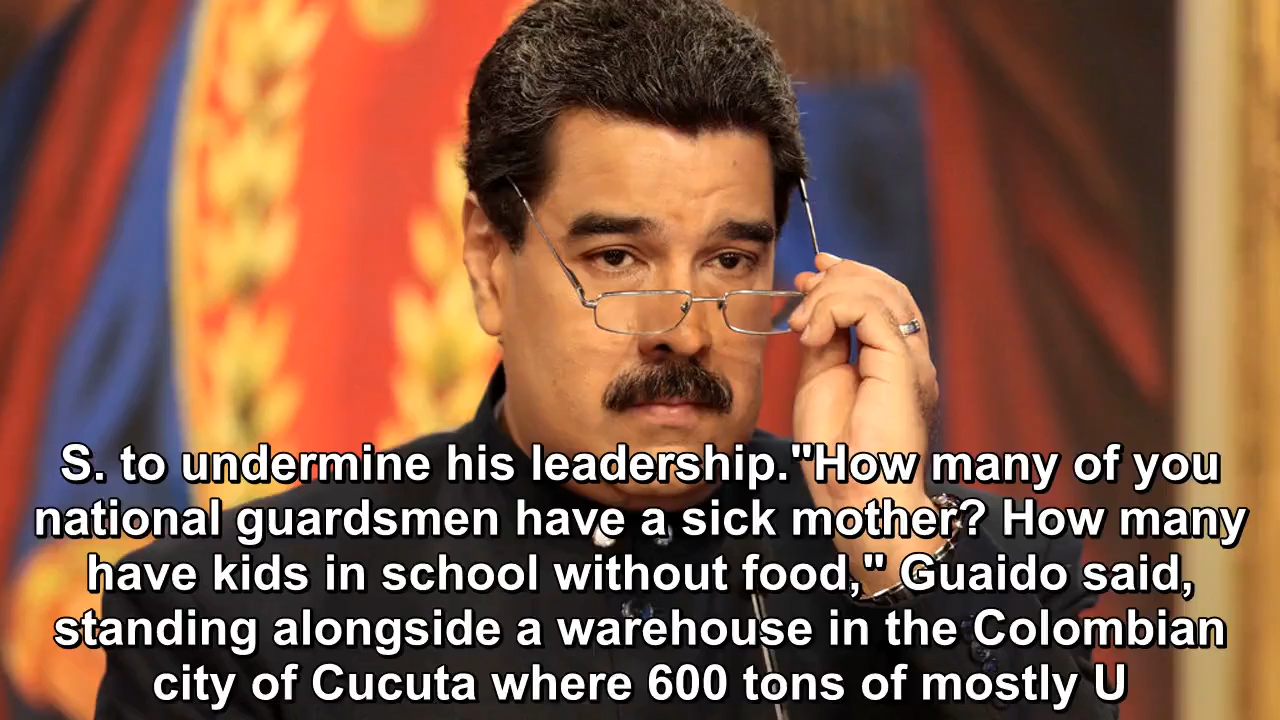 S. to undermine his leadership."How many of you
national guardsmen have a sick mother? How many
have kids in school without food," Guaido said,
standing alongside a warehouse in the Colombian
city of Cucuta where 600 tons of mostly U